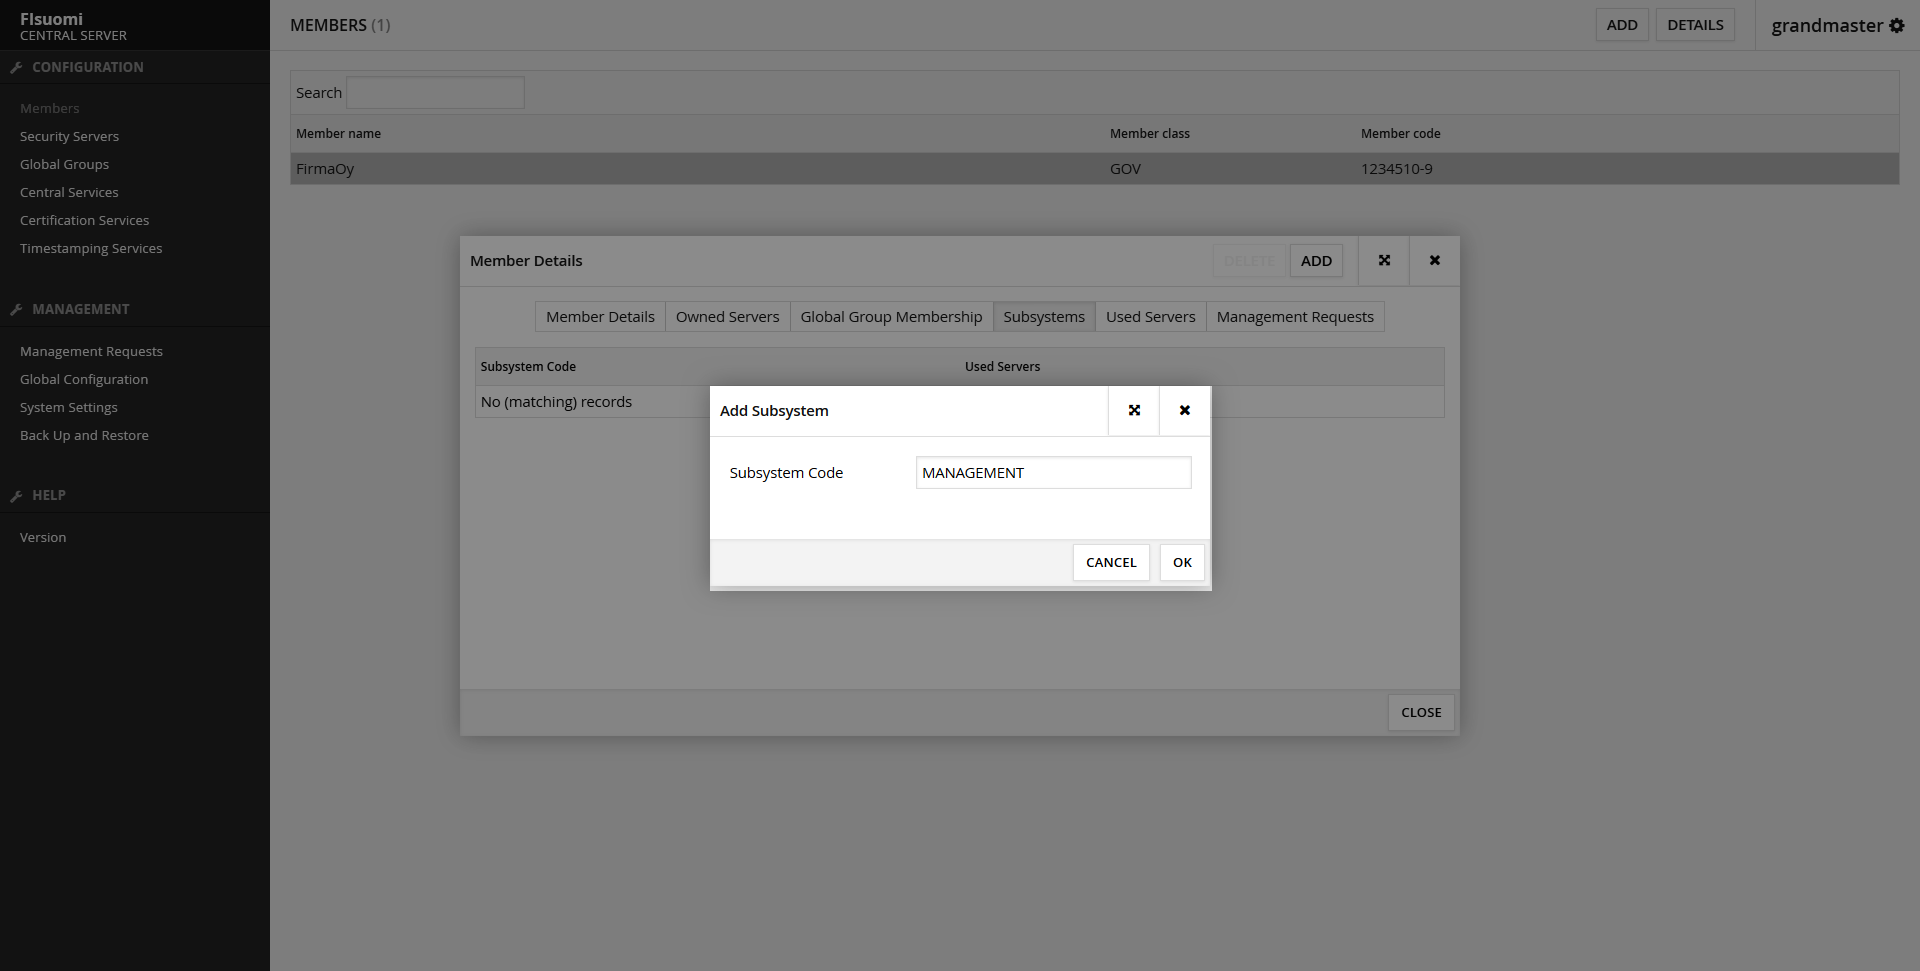 FIsuomi
CENTRAL SERVER
CONFIGURATION
Members
Security Servers
Global Groups
Central Services
Certification Services
Timestamping Services
MANAGEMENT
Management Requests
Global Configuration
System Settings
Back Up and Restore
HELP
Version
MEMBERS (1)
ADD DETAILS grandmaster
Search
Member name Member class Member code
FirmaOy GOV 1234510-9
Member Details DELETE ADD
Member Details Owned Servers Global Group Membership Subsystems Used Servers Management Requests
Subsystem Code Used Servers
No (matching) records
Add Subsystem
Subsystem Code MANAGEMENT
CANCEL OK
CLOSE